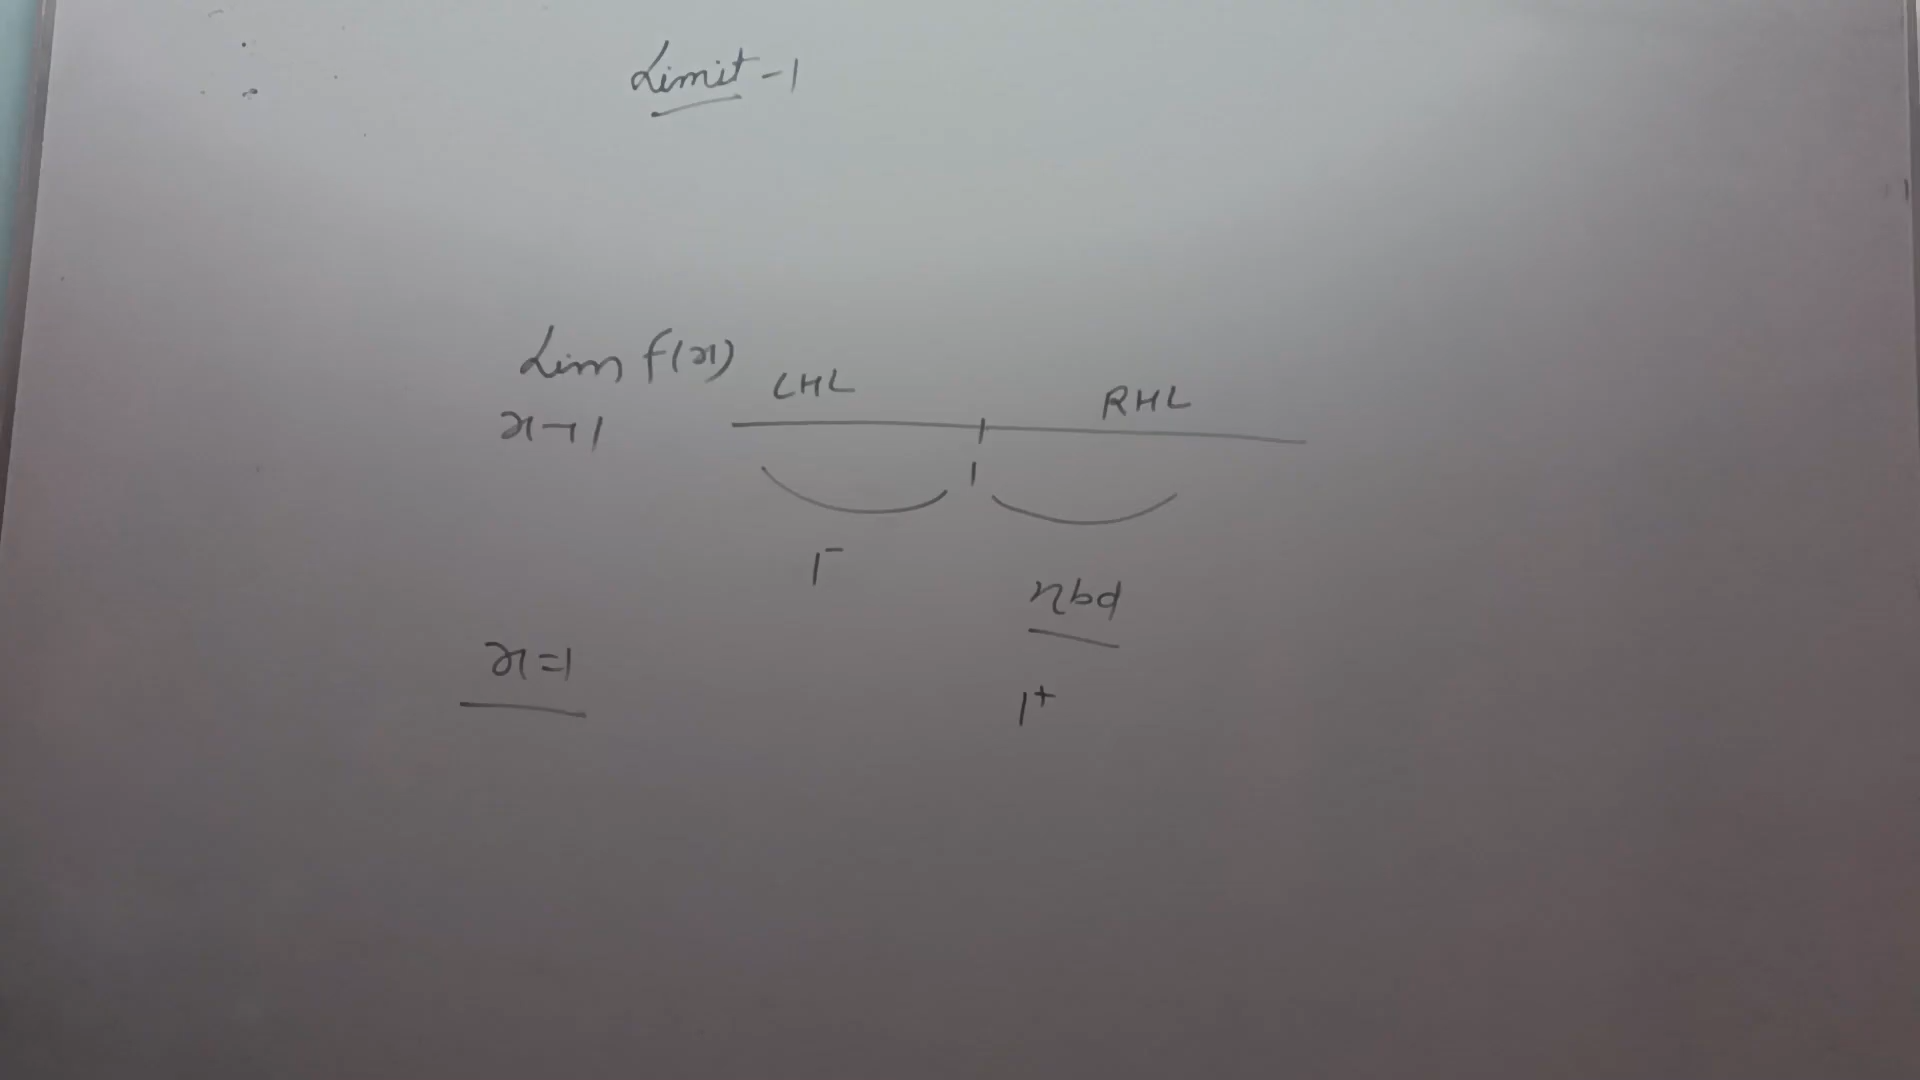 Limit-1
Lim f(x)
x→1
LHL
RHL
1
1⁻
nbd
x=1
1⁺